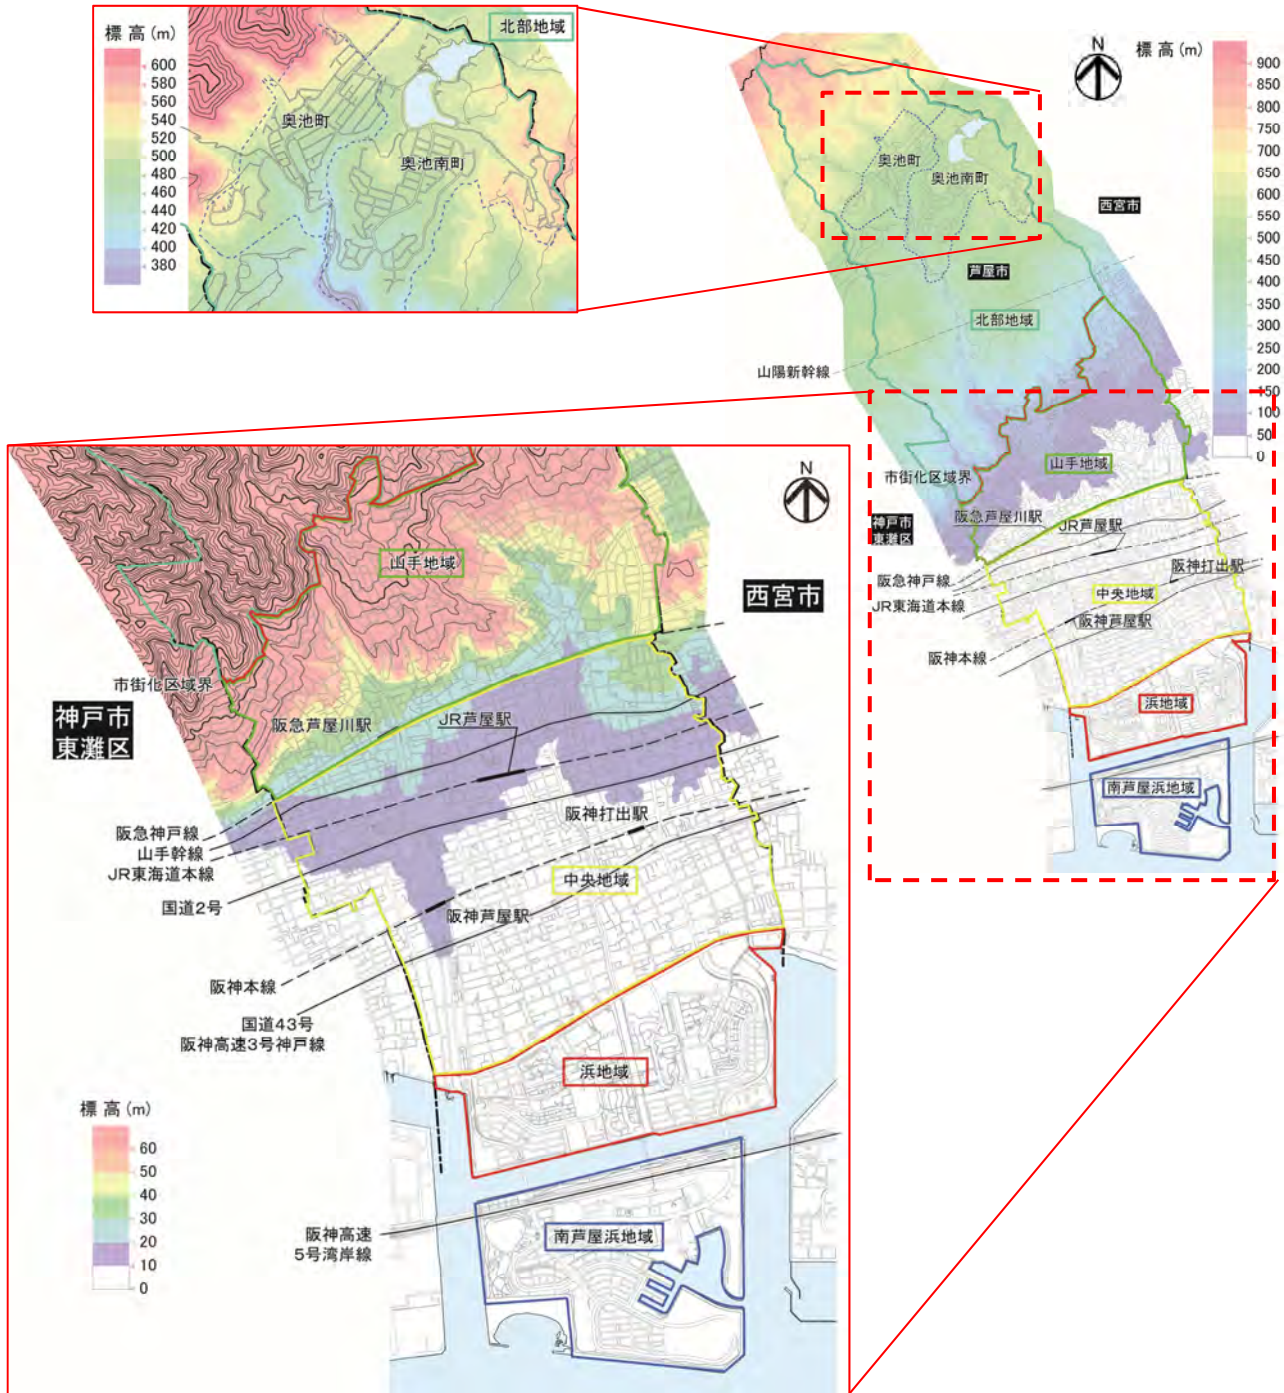 標 高 (m)
600
580
560
540
500
480
460
440
420
400
380
北部地域
奥池町
奥池南町
N
標 高 (m)
900
850
800
750
700
650
600
550
500
450
400
350
300
250
200
150
100
50
0
奥池町
奥池南町
西宮市
芦屋市
北部地域
山陽新幹線
山手地域
市街化区域界
神戸市
東灘区
阪急芦屋川駅
JR芦屋駅
阪急神戸線
阪神打出駅
JR東海道本線
中央地域
阪神芦屋駅
阪神本線
浜地域
南芦屋浜地域
N
山手地域
西宮市
市街化区域界
神戸市
東灘区
阪急芦屋川駅
JR芦屋駅
阪急神戸線
山手幹線
JR東海道本線
阪神打出駅
国道2号
中央地域
阪神芦屋駅
阪神本線
国道43号
阪神高速3号神戸線
浜地域
標 高 (m)
60
50
40
30
20
10
0
阪神高速
5号湾岸線
南芦屋浜地域